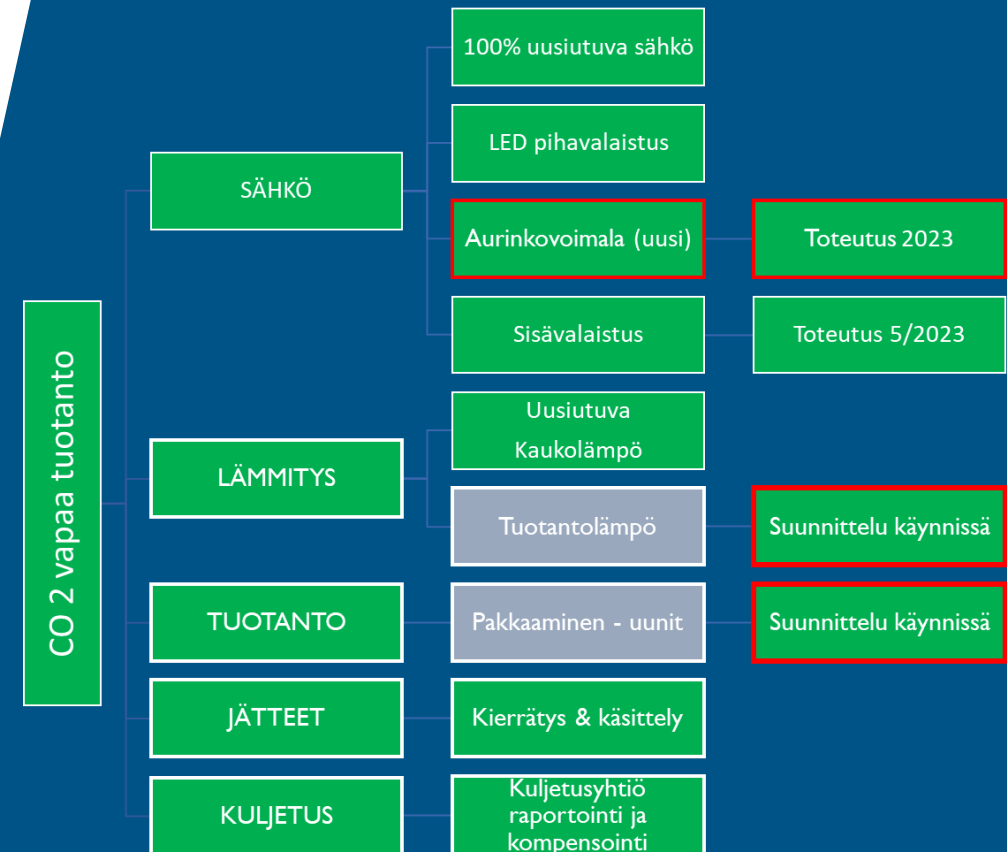 CO 2 vapaa tuotanto
SÄHKÖ
100% uusiutuva sähkö
LED pihavalaistus
Aurinkovoimala (uusi)
Toteutus 2023
Sisävalaistus
Toteutus 5/2023
LÄMMITYS
Uusiutuva
Kaukolämpö
Tuotantolämpö
Suunnittelu käynnissä
TUOTANTO
Pakkaaminen - uunit
Suunnittelu käynnissä
JÄTTEET
Kierrätys & käsittely
KULJETUS
Kuljetusyhtiö
raportointi ja
kompensointi